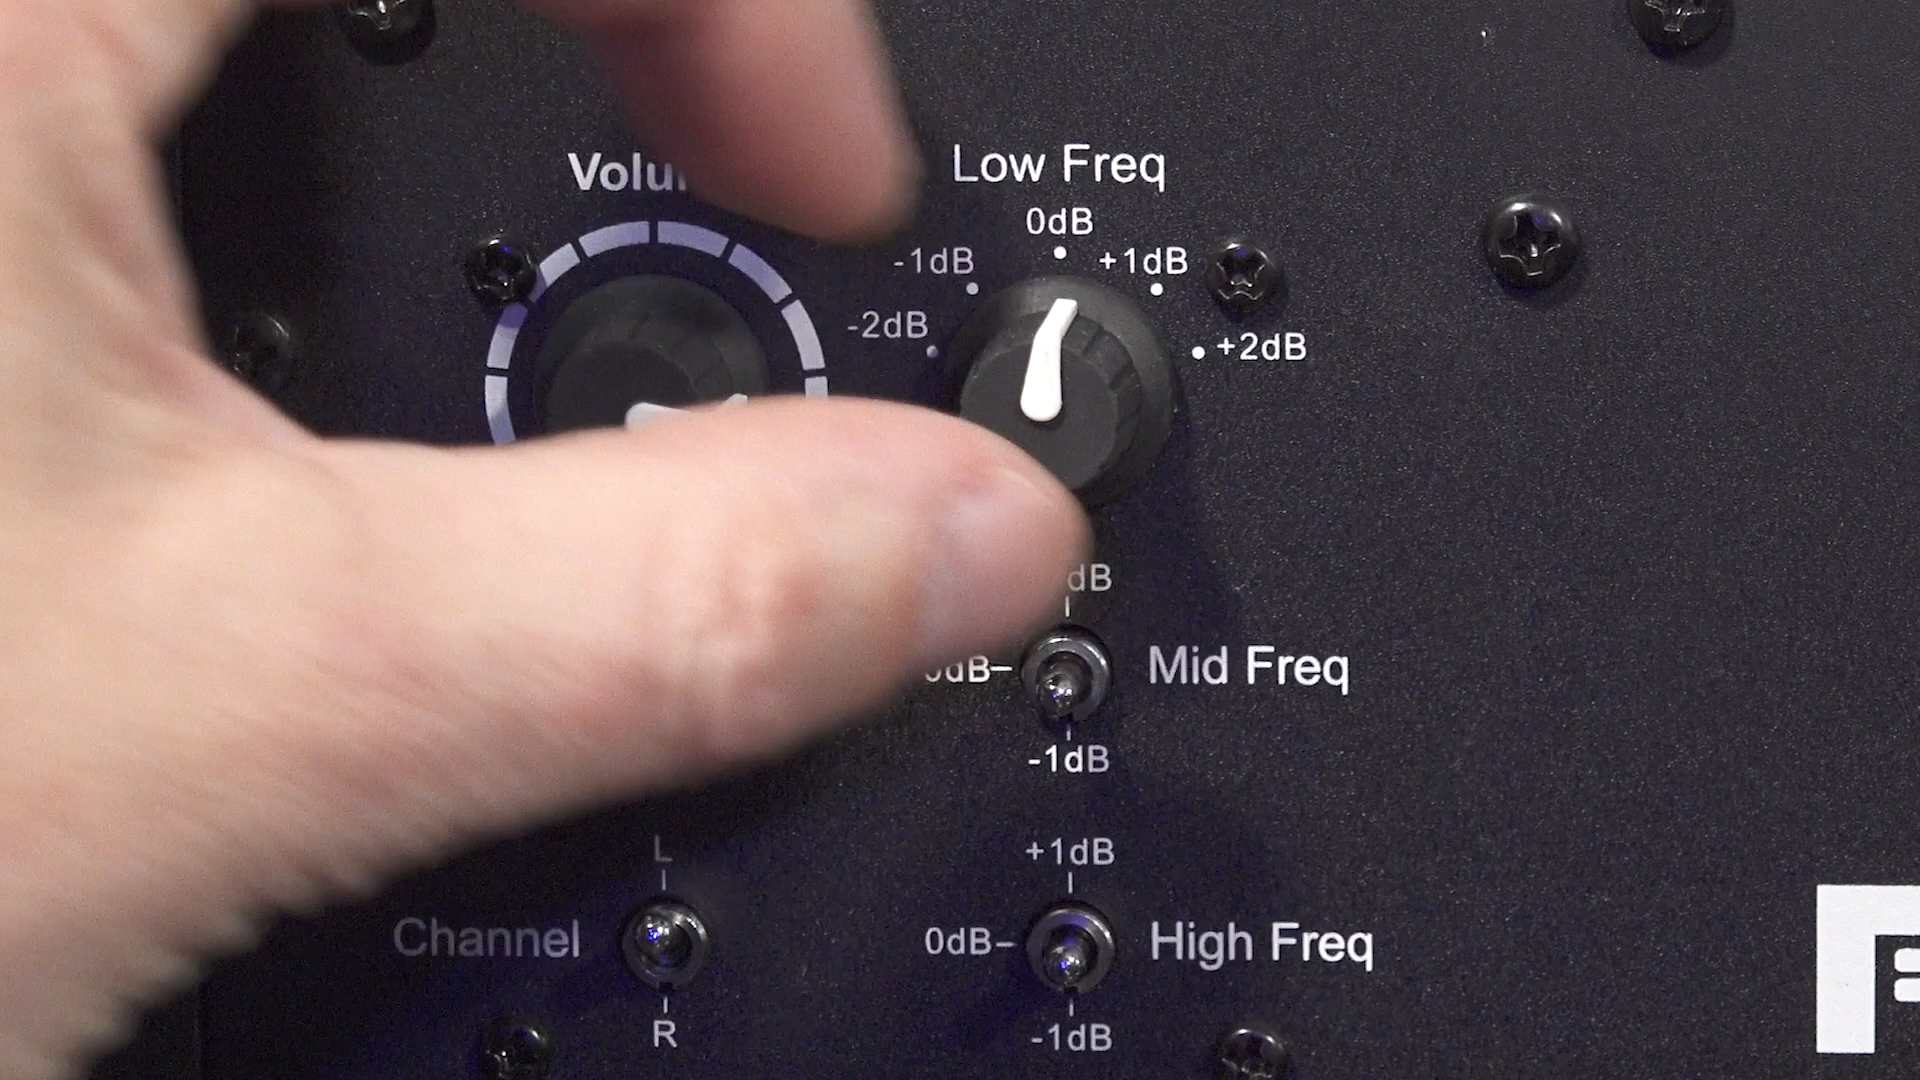 Low Freq
0dB
-1dB
+1dB
-2dB
+2dB
Mid Freq
-1dB
L
+1dB
Channel
0dB
High Freq
R
-1dB